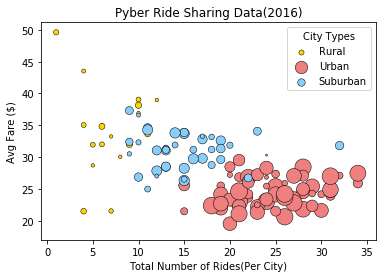 Pyber Ride Sharing Data(2016)
50
45
40
35
30
25
20
Avg Fare ($)
City Types
Rural
Urban
Suburban
0 5 10 15 20 25 30 35
Total Number of Rides(Per City)